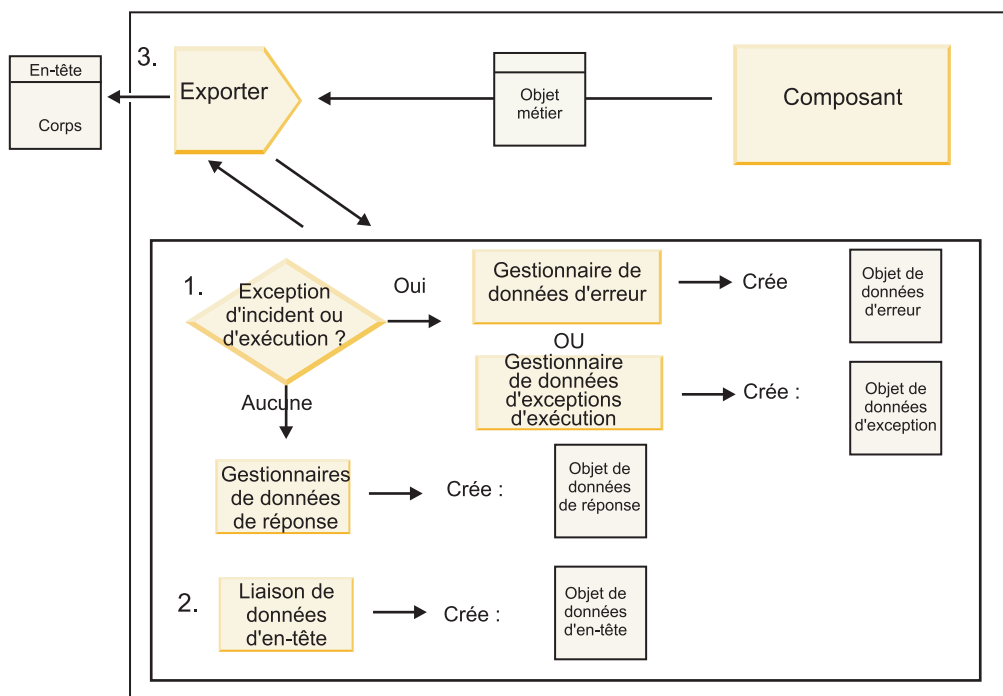 3.
En-tête
Corps
Exporter
Objet
métier
Composant
1.
Exception
d'incident ou
d'exécution ?
Oui
Gestionnaire de
données d'erreur
Crée
Objet de
données
d'erreur
OU
Gestionnaire
de données
d'exceptions
d'exécution
Crée :
Objet de
données
d'exception
Aucune
Gestionnaires
de données
de réponse
Crée :
Objet de
données
de réponse
2.
Liaison de
données
d'en-tête
Crée :
Objet de
données
d'en-tête